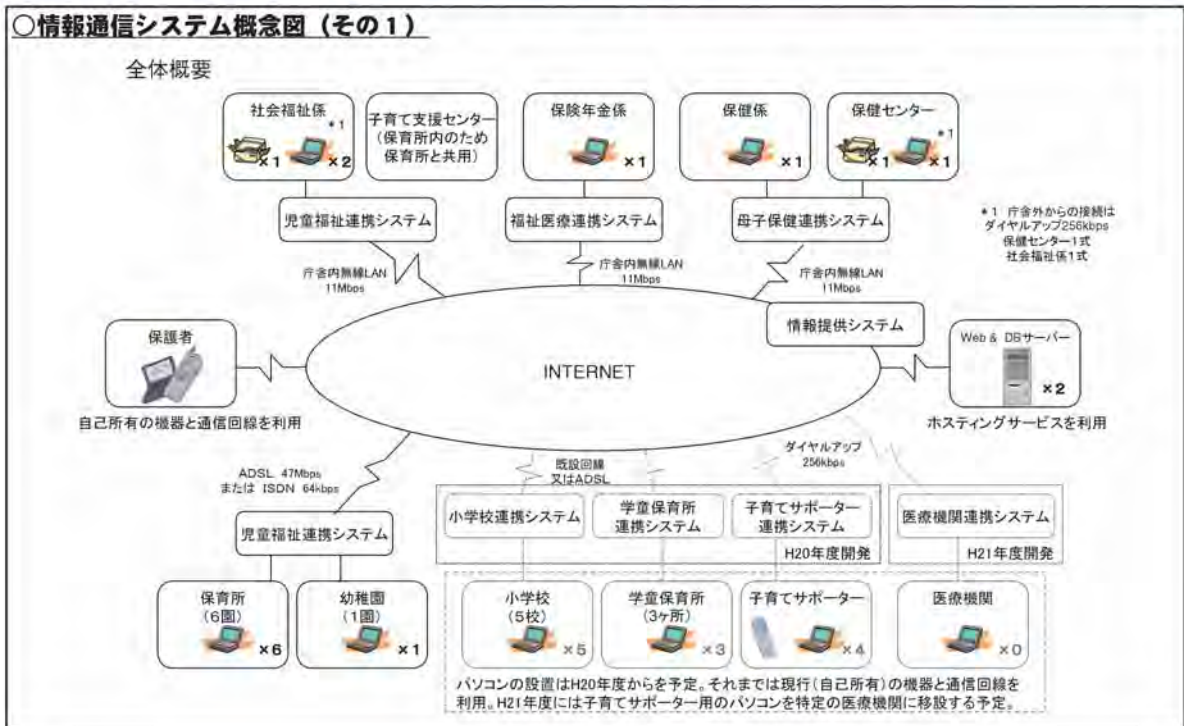 ○情報通信システム概念図（その１）
全体概要
社会福祉係
*1
×1
×2
子育て支援センター
(保育所内のため
保育所と共用)
保険年金係
×1
保健係
×1
保健センター
*1
×1
×1
児童福祉連携システム
福祉医療連携システム
母子保健連携システム
*1 庁舎外からの接続は
ダイヤルアップ256kbps
保健センター1式
社会福祉係1式
庁舎内無線LAN
11Mbps
庁舎内無線LAN
11Mbps
庁舎内無線LAN
11Mbps
情報提供システム
保護者
自己所有の機器と通信回線を利用
INTERNET
Web & DBサーバー
×2
ホスティングサービスを利用
ADSL 47Mbps
または ISDN 64kbps
既設回線
又はADSL
ダイヤルアップ
256kbps
児童福祉連携システム
小学校連携システム
学童保育所
連携システム
子育てサポーター
連携システム
H20年度開発
医療機関連携システム
H21年度開発
保育所
(6園)
×6
幼稚園
(1園)
×1
小学校
(5校)
×5
学童保育所
(3ヶ所)
×3
子育てサポーター
×4
医療機関
×0
パソコンの設置はH20年度からを予定。それまでは現行(自己所有)の機器と通信回線を
利用。H21年度には子育てサポーター用のパソコンを特定の医療機関に移設する予定。